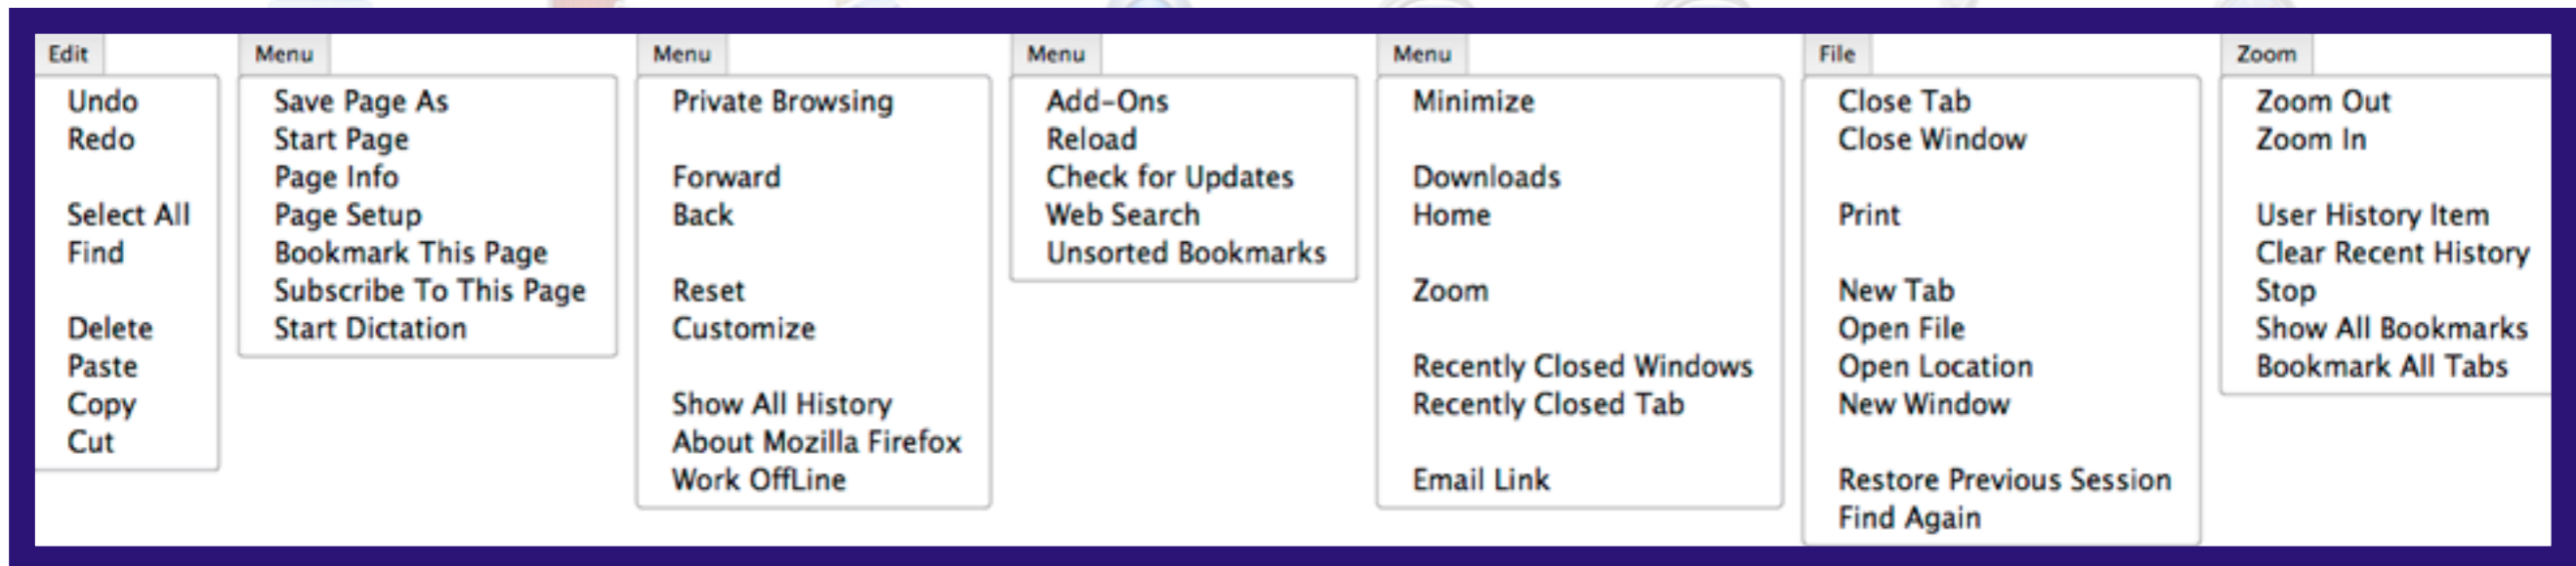 Edit
Undo
Redo
Select All
Find
Delete
Paste
Copy
Cut
Menu
Save Page As
Start Page
Page Info
Page Setup
Bookmark This Page
Subscribe To This Page
Start Dictation
Menu
Private Browsing
Forward
Back
Reset
Customize
Show All History
About Mozilla Firefox
Work OffLine
Menu
Add-Ons
Reload
Check for Updates
Web Search
Unsorted Bookmarks
Menu
Minimize
Downloads
Home
Zoom
Recently Closed Windows
Recently Closed Tab
Email Link
File
Close Tab
Close Window
Print
New Tab
Open File
Open Location
New Window
Restore Previous Session
Find Again
Zoom
Zoom Out
Zoom In
User History Item
Clear Recent History
Stop
Show All Bookmarks
Bookmark All Tabs